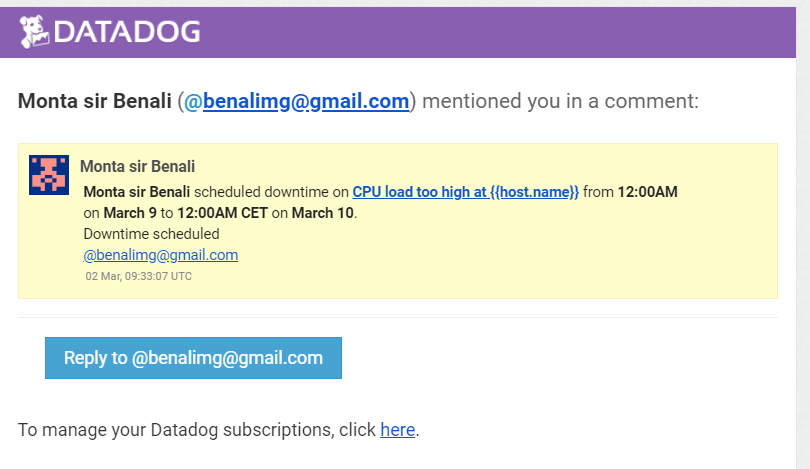 DATADOG
Monta sir Benali (@benalimg@gmail.com) mentioned you in a comment:
Monta sir Benali
Monta sir Benali scheduled downtime on CPU load too high at {{host.name}} from 12:00AM
on March 9 to 12:00AM CET on March 10.
Downtime scheduled
@benalimg@gmail.com
02 Mar, 09:33:07 UTC
Reply to @benalimg@gmail.com
To manage your Datadog subscriptions, click here.